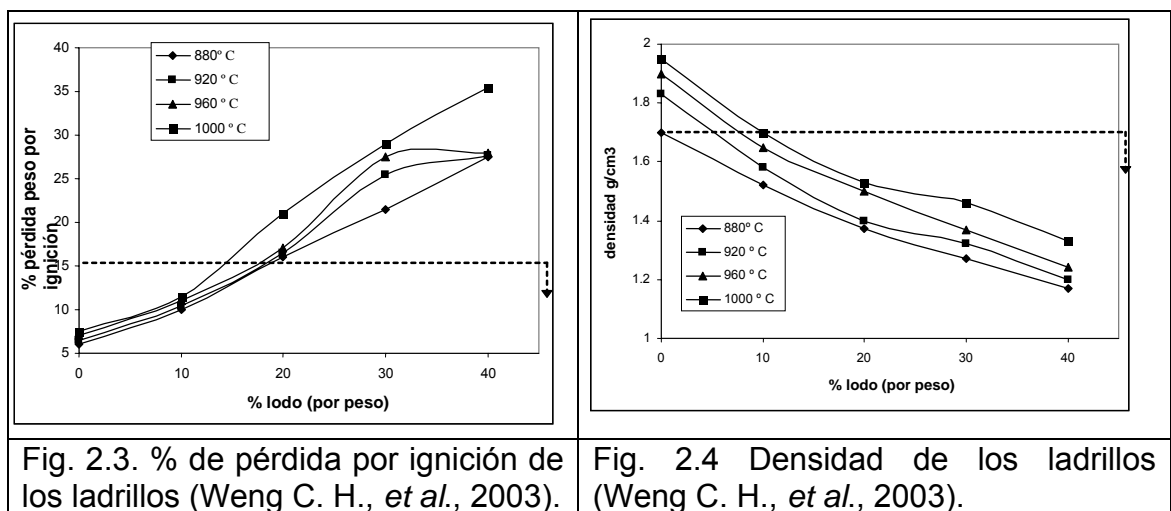 % pérdida peso por
ignición
40
35
30
25
20
15
10
5
880º C
920 º C
960 º C
1000 º C
0 10 20 30 40
% lodo (por peso)
densidad g/cm3
2
1.8
1.6
1.4
1.2
1
880º C
920 º C
960 º C
1000 º C
0 10 20 30 40
% lodo (por peso)
Fig. 2.3. % de pérdida por ignición de
los ladrillos (Weng C. H., et al., 2003).
Fig. 2.4 Densidad de los ladrillos
(Weng C. H., et al., 2003).